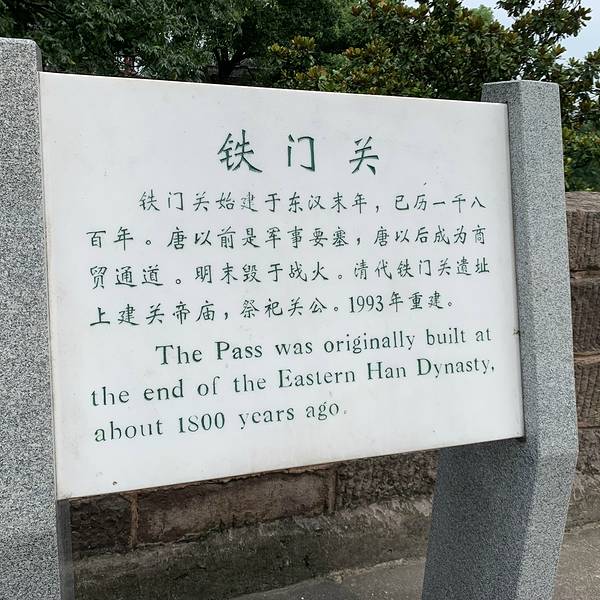 铁门关
铁门关始建于东汉末年，已历一千八
百年。唐以前是军事要塞，唐以后成为商
贸通道。明末毁于战火。清代铁门关遗址
上建关帝庙，祭祀关公。1993年重建。
The Pass was originally built at
the end of the Eastern Han Dynasty,
about 1800 years ago.